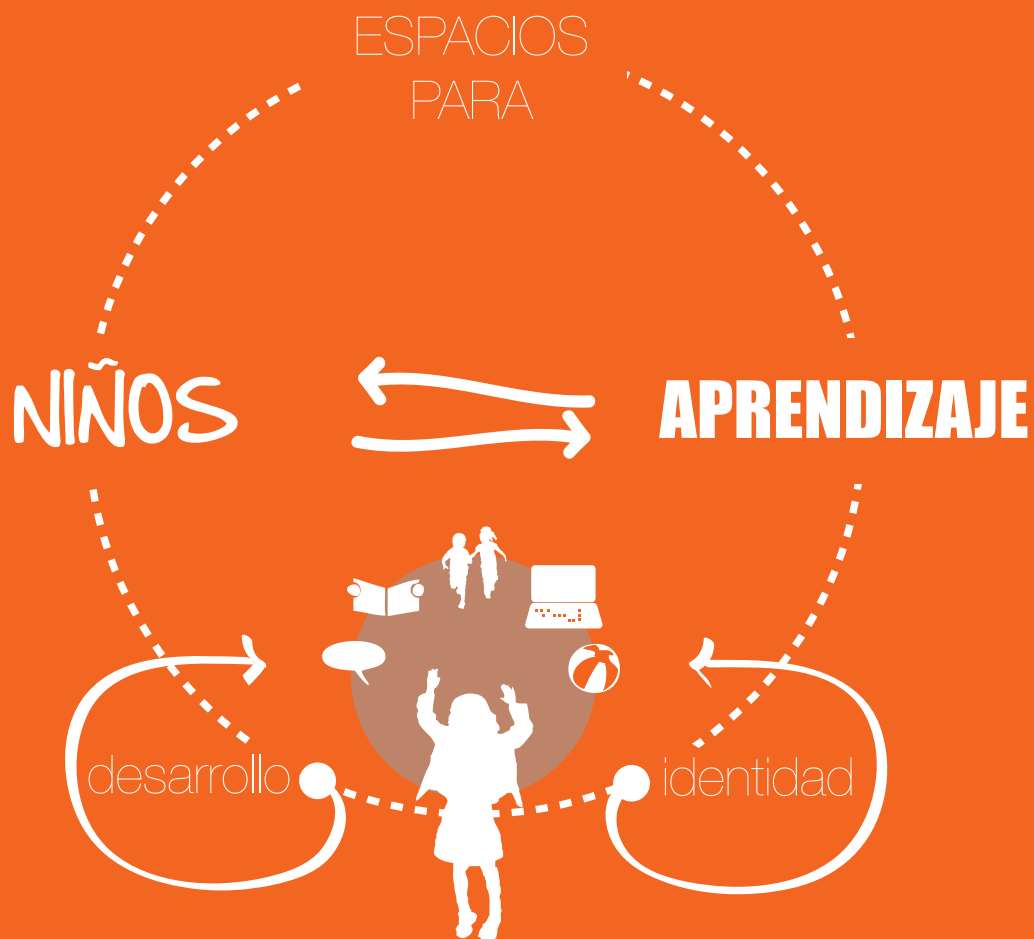 ESPACIOS
PARA
NIÑOS
APRENDIZAJE
desarrollo
identidad